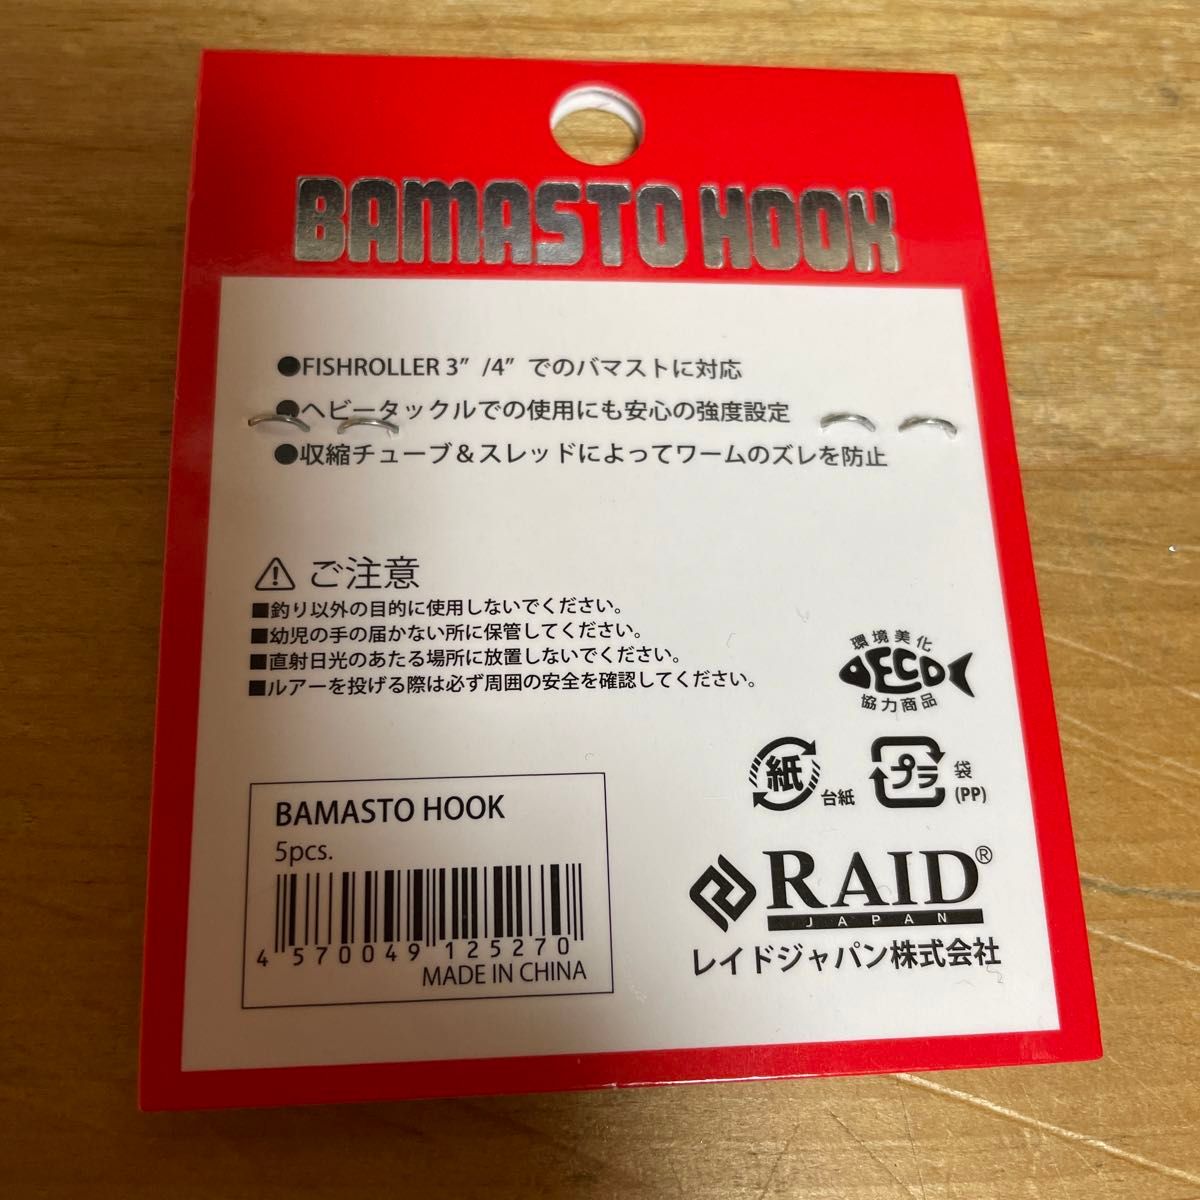 BAMASTO HOOK
●FISHROLLER 3” /4” でのバマストに対応
●ヘビータックルでの使用にも安心の強度設定
●収縮チューブ＆スレッドによってワームのズレを防止
ご注意
■釣り以外の目的に使用しないでください。
■幼児の手の届かない所に保管してください。
■直射日光のあたる場所に放置しないでください。
■ルアーを投げる際は必ず周囲の安全を確認してください。
環境美化
ECO
協力商品
紙
台紙
プラ
袋
(PP)
BAMASTO HOOK
5pcs.
4 570049 125270
MADE IN CHINA
RAID®
JAPAN
レイドジャパン株式会社